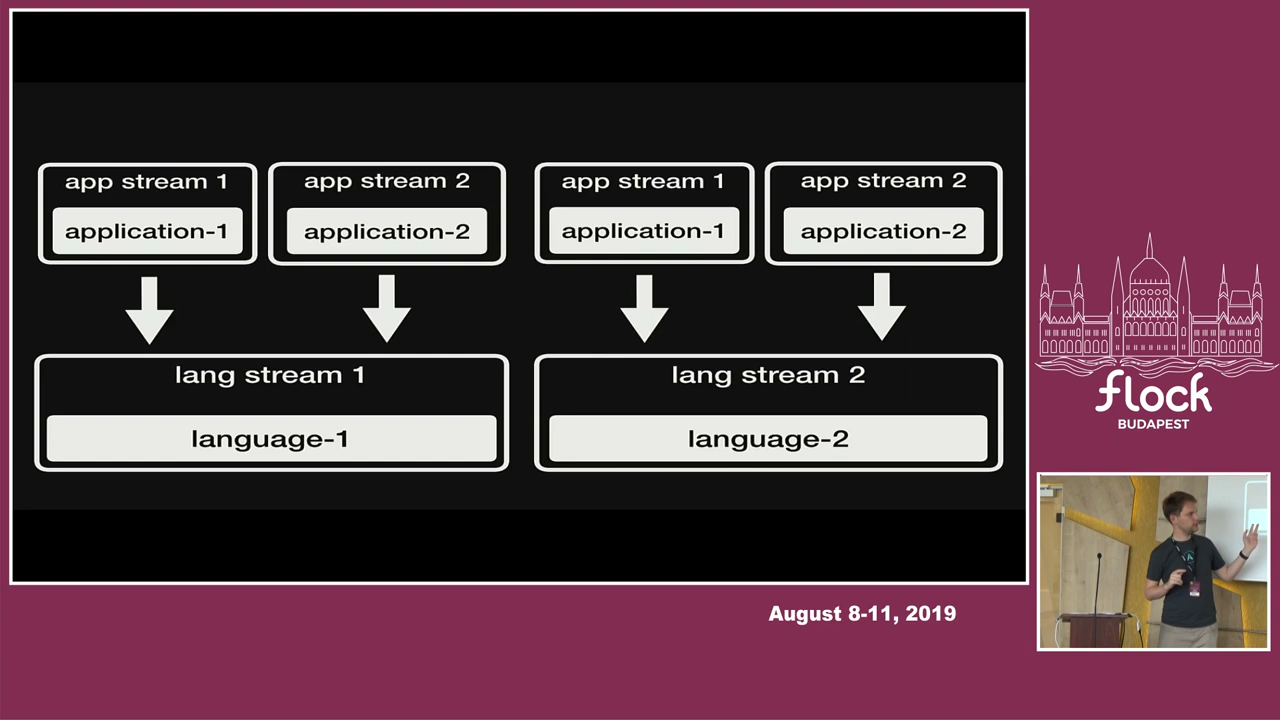 app stream 1
application-1
app stream 2
application-2
app stream 1
application-1
app stream 2
application-2
lang stream 1
language-1
lang stream 2
language-2
flock
BUDAPEST
August 8-11, 2019